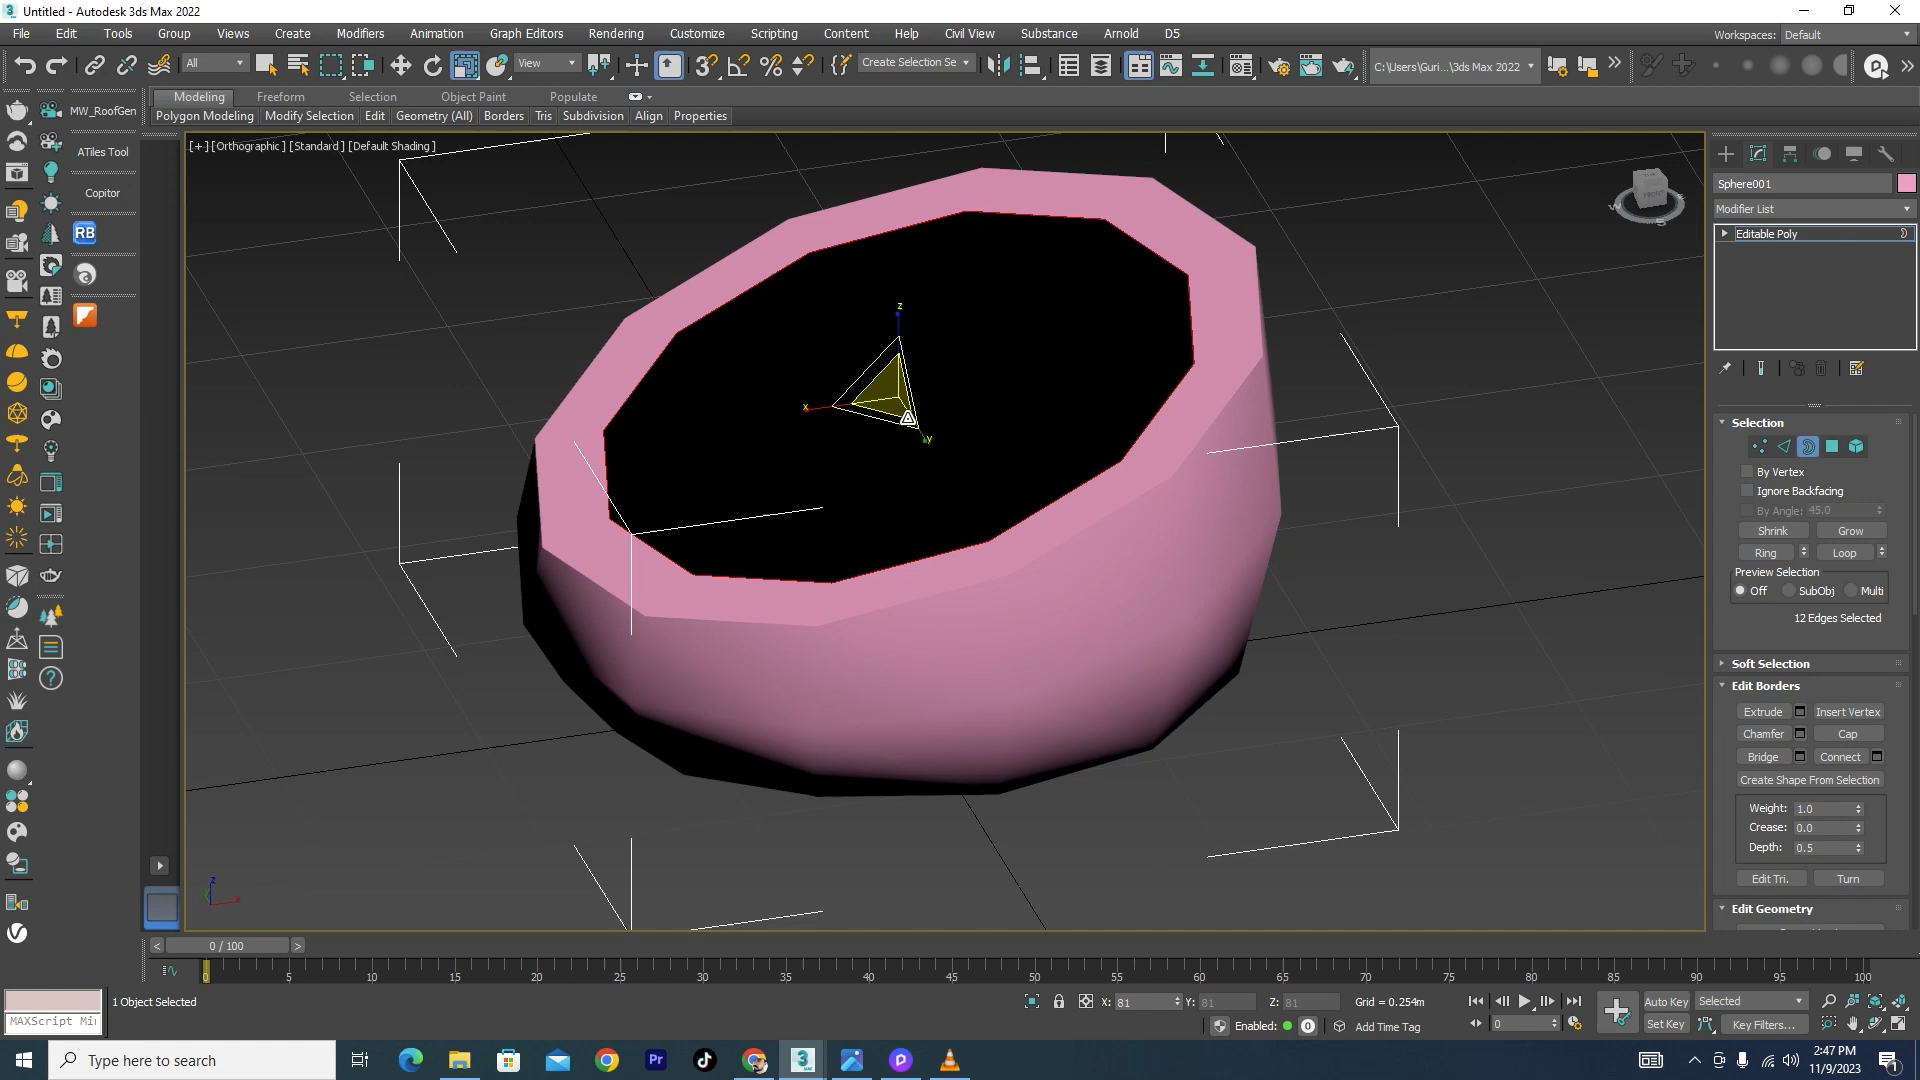 Untitled - Autodesk 3ds Max 2022
File Edit Tools Group Views Create Modifiers Animation Graph Editors Rendering Customize Scripting Content Help Civil View Substance Arnold D5
Workspaces: Default
All View Create Selection Se C:\Users\Guri...\3ds Max 2022
Modeling Freeform Selection Object Paint Populate
Polygon Modeling Modify Selection Edit Geometry (All) Borders Tris Subdivision Align Properties
MW_RoofGen
ATiles Tool
Copitor
RB
[+] [Orthographic] [Standard] [Default Shading]
z
x
y
FRONT
W
S
Sphere001
Modifier List
Editable Poly
Selection
By Vertex
Ignore Backfacing
By Angle: 45.0
Shrink Grow
Ring Loop
Preview Selection
Off SubObj Multi
12 Edges Selected
Soft Selection
Edit Borders
Extrude Insert Vertex
Chamfer Cap
Bridge Connect
Create Shape From Selection
Weight: 1.0
Crease: 0.0
Depth: 0.5
Edit Tri. Turn
Edit Geometry
z
y
x
< 0 / 100 >
0 5 10 15 20 25 30 35 40 45 50 55 60 65 70 75 80 85 90 95 100
1 Object Selected
X: 81 Y: 81 Z: 81 Grid = 0.254m
Auto Key Selected
MAXScript Mi
Enabled: 0 Add Time Tag
0
Set Key Key Filters...
Type here to search
Pr
3
2:47 PM
11/9/2023
1